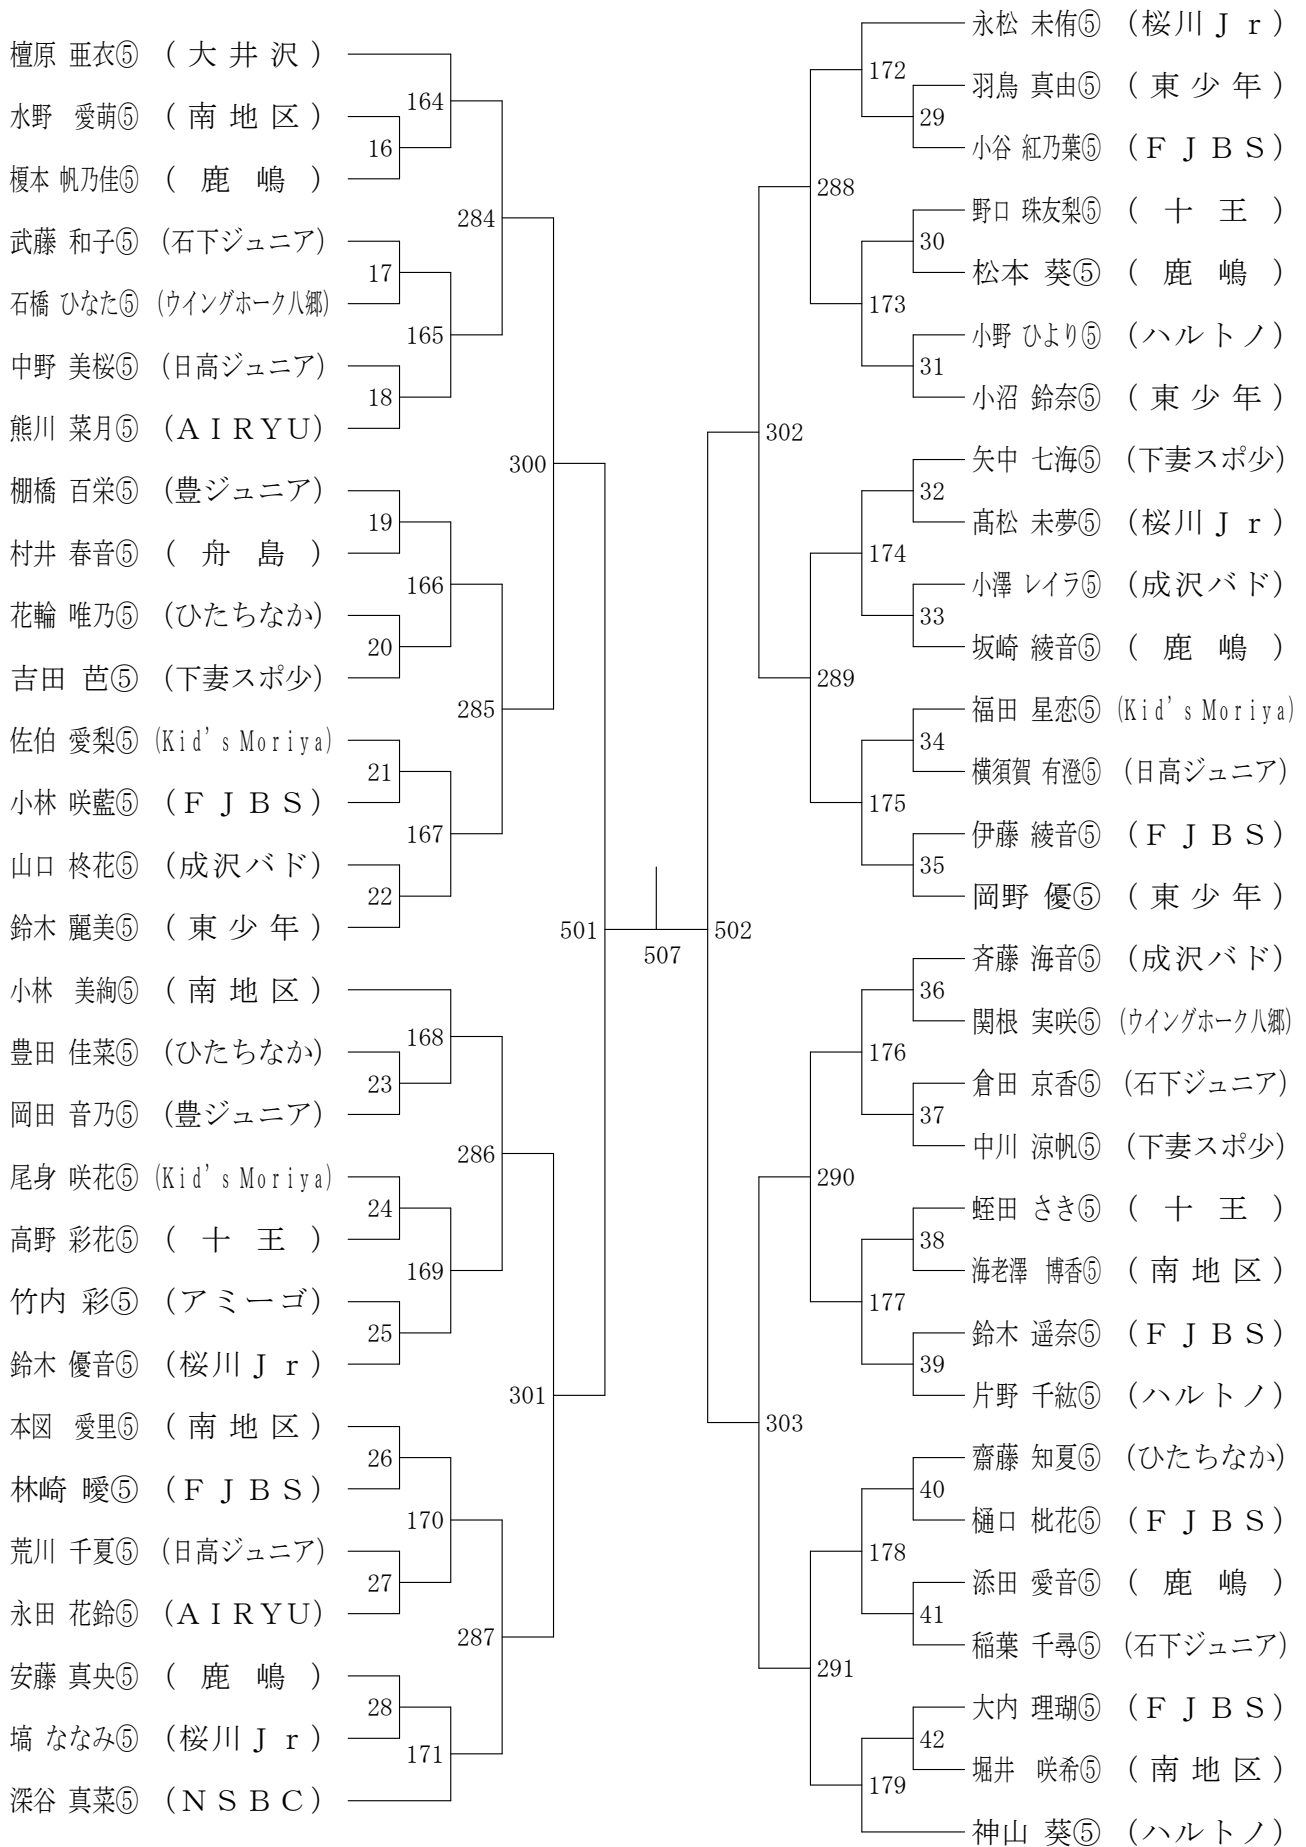 檀原 亜衣⑤ (大井沢)
水野 愛萌⑤ (南地区)
榎本 帆乃佳⑤ (鹿嶋)
武藤 和子⑤ (石下ジュニア)
石橋 ひなた⑤ (ウイングホーク八郷)
中野 美桜⑤ (日高ジュニア)
熊川 菜月⑤ (AIRYU)
棚橋 百栄⑤ (豊ジュニア)
村井 春音⑤ (舟島)
花輪 唯乃⑤ (ひたちなか)
吉田 芭⑤ (下妻スポ少)
佐伯 愛梨⑤ (Kid's Moriya)
小林 咲藍⑤ (FJBS)
山口 柊花⑤ (成沢バド)
鈴木 麗美⑤ (東少年)
小林 美絢⑤ (南地区)
豊田 佳菜⑤ (ひたちなか)
岡田 音乃⑤ (豊ジュニア)
尾身 咲花⑤ (Kid's Moriya)
高野 彩花⑤ (十王)
竹内 彩⑤ (アミーゴ)
鈴木 優音⑤ (桜川Jr)
本図 愛里⑤ (南地区)
林崎 曖⑤ (FJBS)
荒川 千夏⑤ (日高ジュニア)
永田 花鈴⑤ (AIRYU)
安藤 真央⑤ (鹿嶋)
塙 ななみ⑤ (桜川Jr)
深谷 真菜⑤ (NSBC)
16
17
18
19
20
21
22
23
24
25
26
27
28
164
165
166
167
168
169
170
171
284
285
286
287
300
301
501
507
502
302
303
288
289
290
291
172
173
174
175
176
177
178
179
29
30
31
32
33
34
35
36
37
38
39
40
41
42
永松 未侑⑤ (桜川Jr)
羽鳥 真由⑤ (東少年)
小谷 紅乃葉⑤ (FJBS)
野口 珠友梨⑤ (十王)
松本 葵⑤ (鹿嶋)
小野 ひより⑤ (ハルトノ)
小沼 鈴奈⑤ (東少年)
矢中 七海⑤ (下妻スポ少)
髙松 未夢⑤ (桜川Jr)
小澤 レイラ⑤ (成沢バド)
坂崎 綾音⑤ (鹿嶋)
福田 星恋⑤ (Kid's Moriya)
横須賀 有澄⑤ (日高ジュニア)
伊藤 綾音⑤ (FJBS)
岡野 優⑤ (東少年)
斉藤 海音⑤ (成沢バド)
関根 実咲⑤ (ウイングホーク八郷)
倉田 京香⑤ (石下ジュニア)
中川 涼帆⑤ (下妻スポ少)
蛭田 さき⑤ (十王)
海老澤 博香⑤ (南地区)
鈴木 遥奈⑤ (FJBS)
片野 千紘⑤ (ハルトノ)
齋藤 知夏⑤ (ひたちなか)
樋口 枇花⑤ (FJBS)
添田 愛音⑤ (鹿嶋)
稲葉 千尋⑤ (石下ジュニア)
大内 理瑚⑤ (FJBS)
堀井 咲希⑤ (南地区)
神山 葵⑤ (ハルトノ)